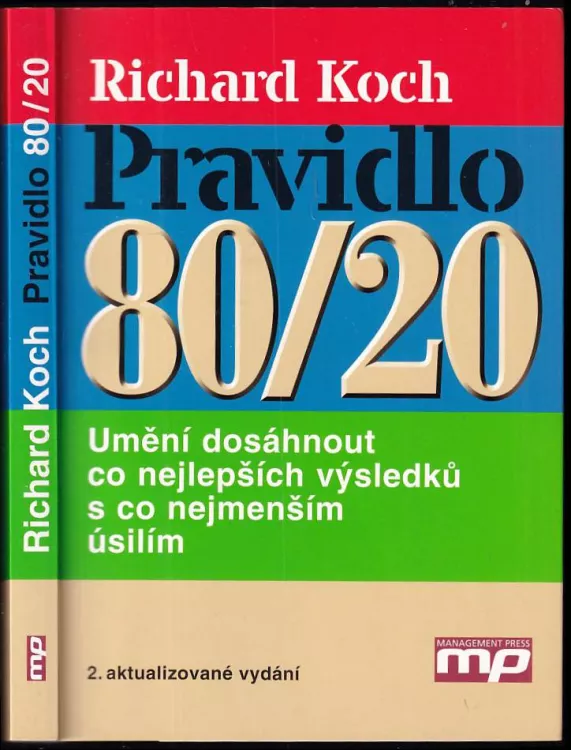 Richard Koch Pravidlo 80/20
mp
Richard Koch
Pravidlo
80/20
Umění dosáhnout
co nejlepších výsledků
s co nejmenším
úsilím
2. aktualizované vydání
MANAGEMENT PRESS
mp